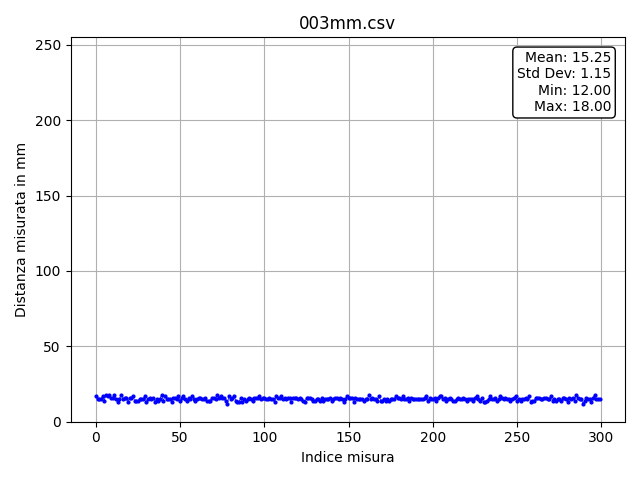 003mm.csv
Mean: 15.25
Std Dev: 1.15
Min: 12.00
Max: 18.00
Distanza misurata in mm
250
200
150
100
50
0
0 50 100 150 200 250 300
Indice misura